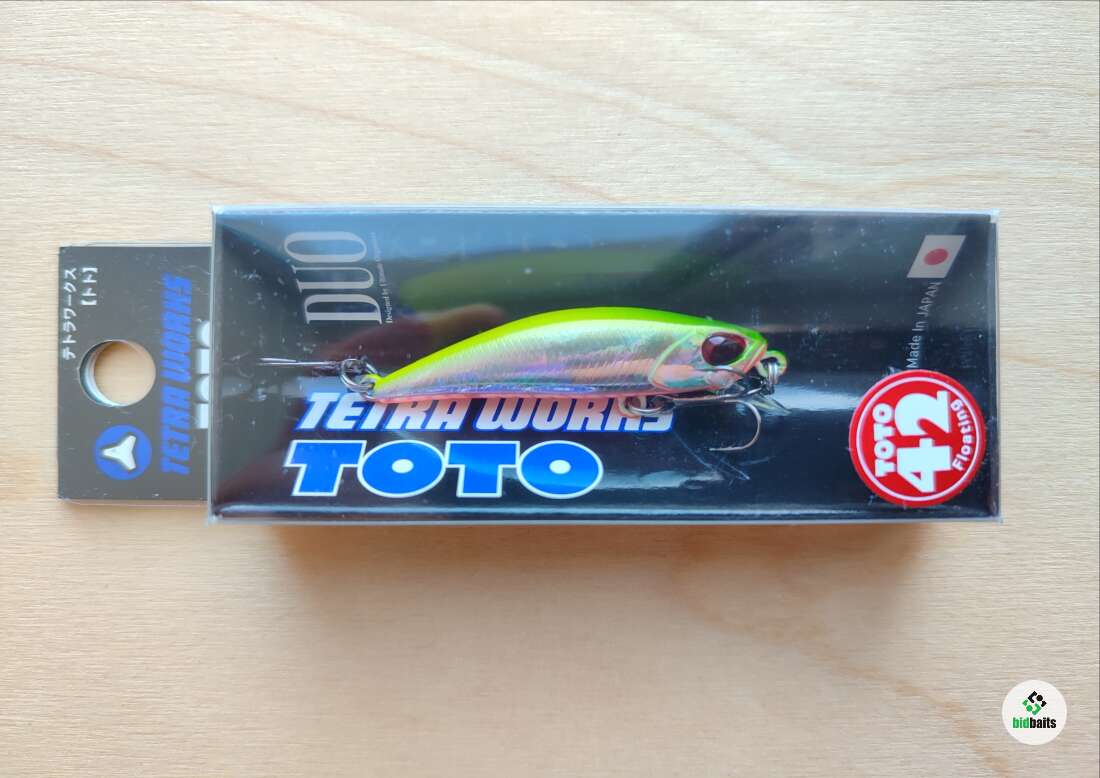 テトラワークス
【トト】
TETRA WORKS
DUO
TETRA WORKS
TOTO
Made in JAPAN
TOTO
42
Floating
bidbaits